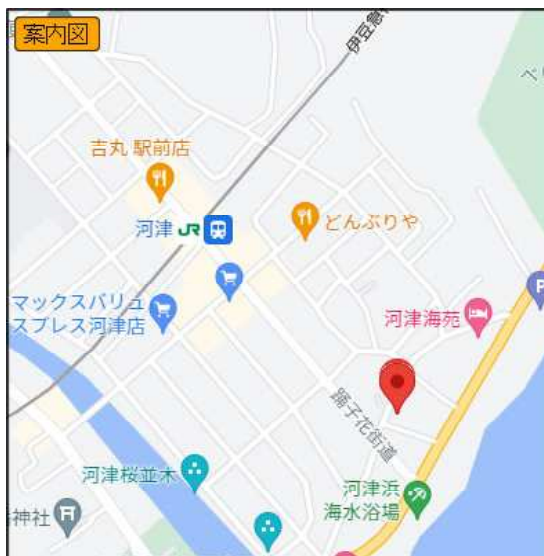 案内図
伊豆急
吉丸 駅前店
河津 JR
どんぶりや
マックスバリュ
スプレス河津店
河津海苑
P
踊子花街道
河津桜並木
河津浜
海水浴場
神社